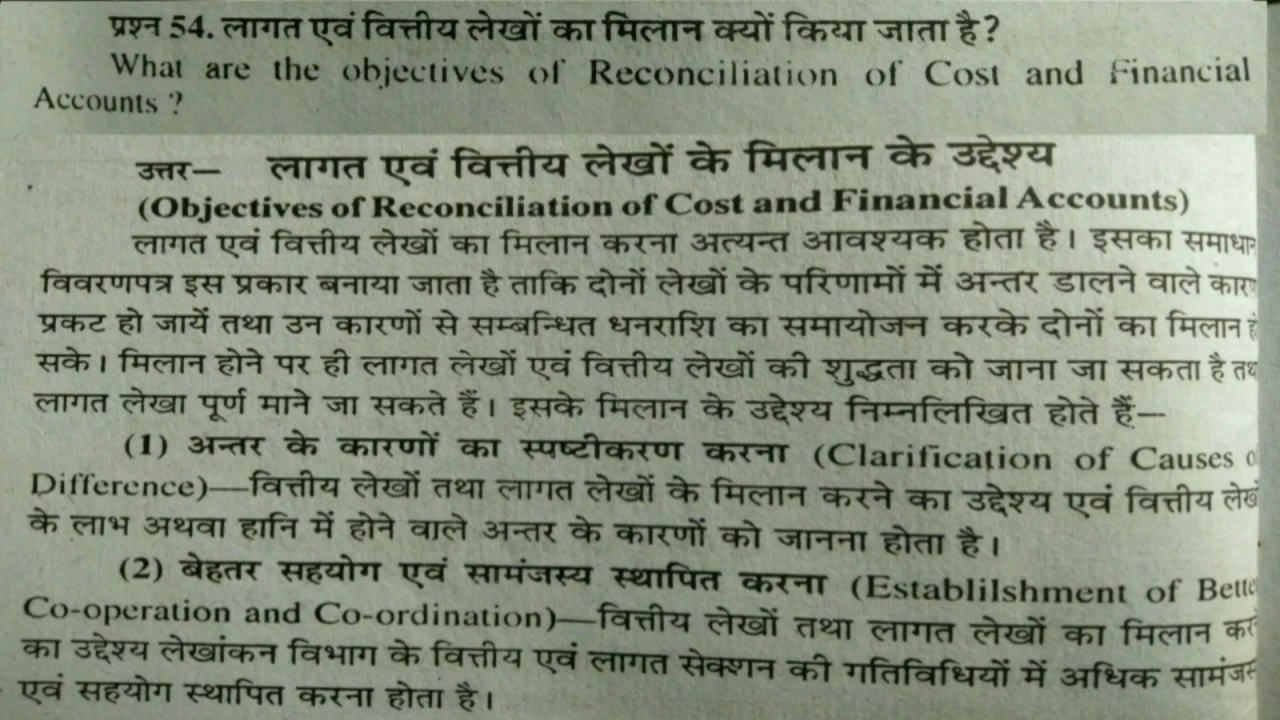 प्रश्न 54. लागत एवं वित्तीय लेखों का मिलान क्यों किया जाता है?
What are the objectives of Reconciliation of Cost and Financial
Accounts ?
उत्तर— लागत एवं वित्तीय लेखों के मिलान के उद्देश्य
(Objectives of Reconciliation of Cost and Financial Accounts)
लागत एवं वित्तीय लेखों का मिलान करना अत्यन्त आवश्यक होता है। इसका
विवरणपत्र इस प्रकार बनाया जाता है ताकि दोनों लेखों के परिणामों में अन्तर डालने वाले
प्रकट हो जायें तथा उन कारणों से सम्बन्धित धनराशि का समायोजन करके दोनों का मिलान
सके। मिलान होने पर ही लागत लेखों एवं वित्तीय लेखों की शुद्धता को जाना जा सकता है
लागत लेखा पूर्ण माने जा सकते हैं। इसके मिलान के उद्देश्य निम्नलिखित होते हैं—
(1) अन्तर के कारणों का स्पष्टीकरण करना (Clarification of Causes
Difference)—वित्तीय लेखों तथा लागत लेखों के मिलान करने का उद्देश्य एवं वित्तीय
के लाभ अथवा हानि में होने वाले अन्तर के कारणों को जानना होता है।
(2) बेहतर सहयोग एवं सामंजस्य स्थापित करना (Establilshment of
Co-operation and Co-ordination)—वित्तीय लेखों तथा लागत लेखों का मिलान
का उद्देश्य लेखांकन विभाग के वित्तीय एवं लागत सेक्शन की गतिविधियों में अधिक
एवं सहयोग स्थापित करना होता है।